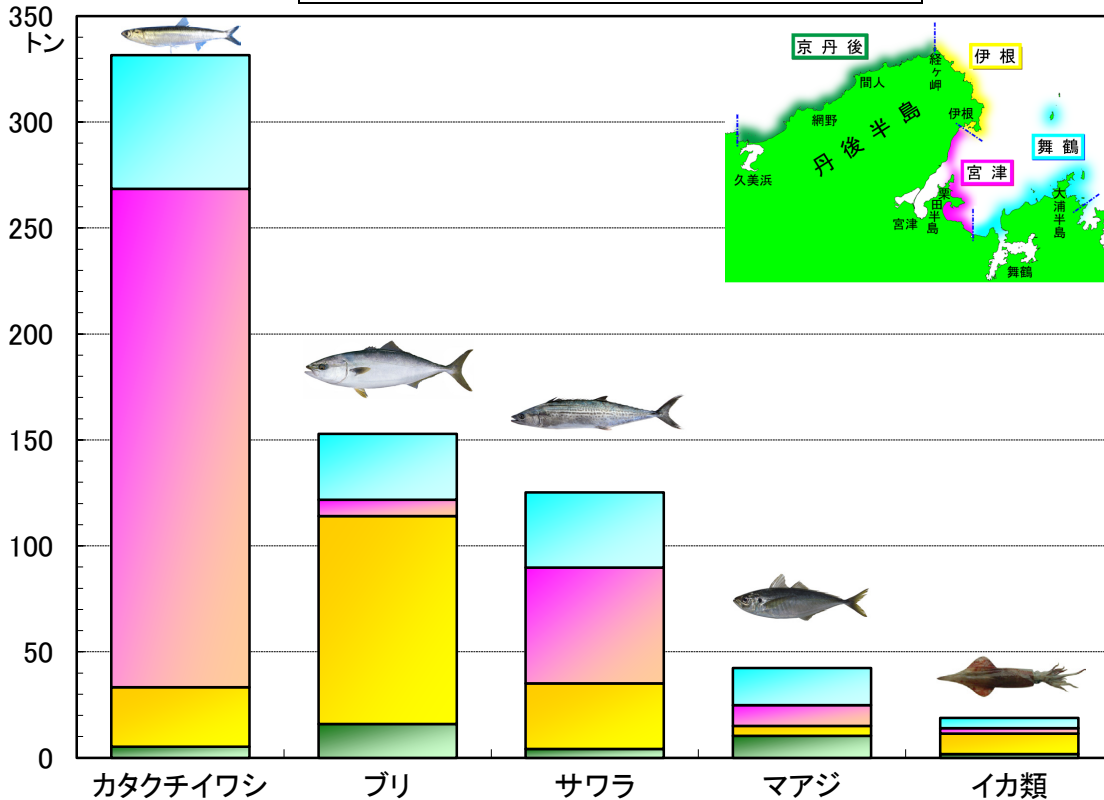 350
トン
300
250
200
150
100
50
0
カタクチイワシ
ブリ
サワラ
マアジ
イカ類
京丹後
伊根
舞鶴
宮津
経ヶ岬
間人
網野
伊根
丹後半島
久美浜
宮津
栗田半島
大浦半島
舞鶴